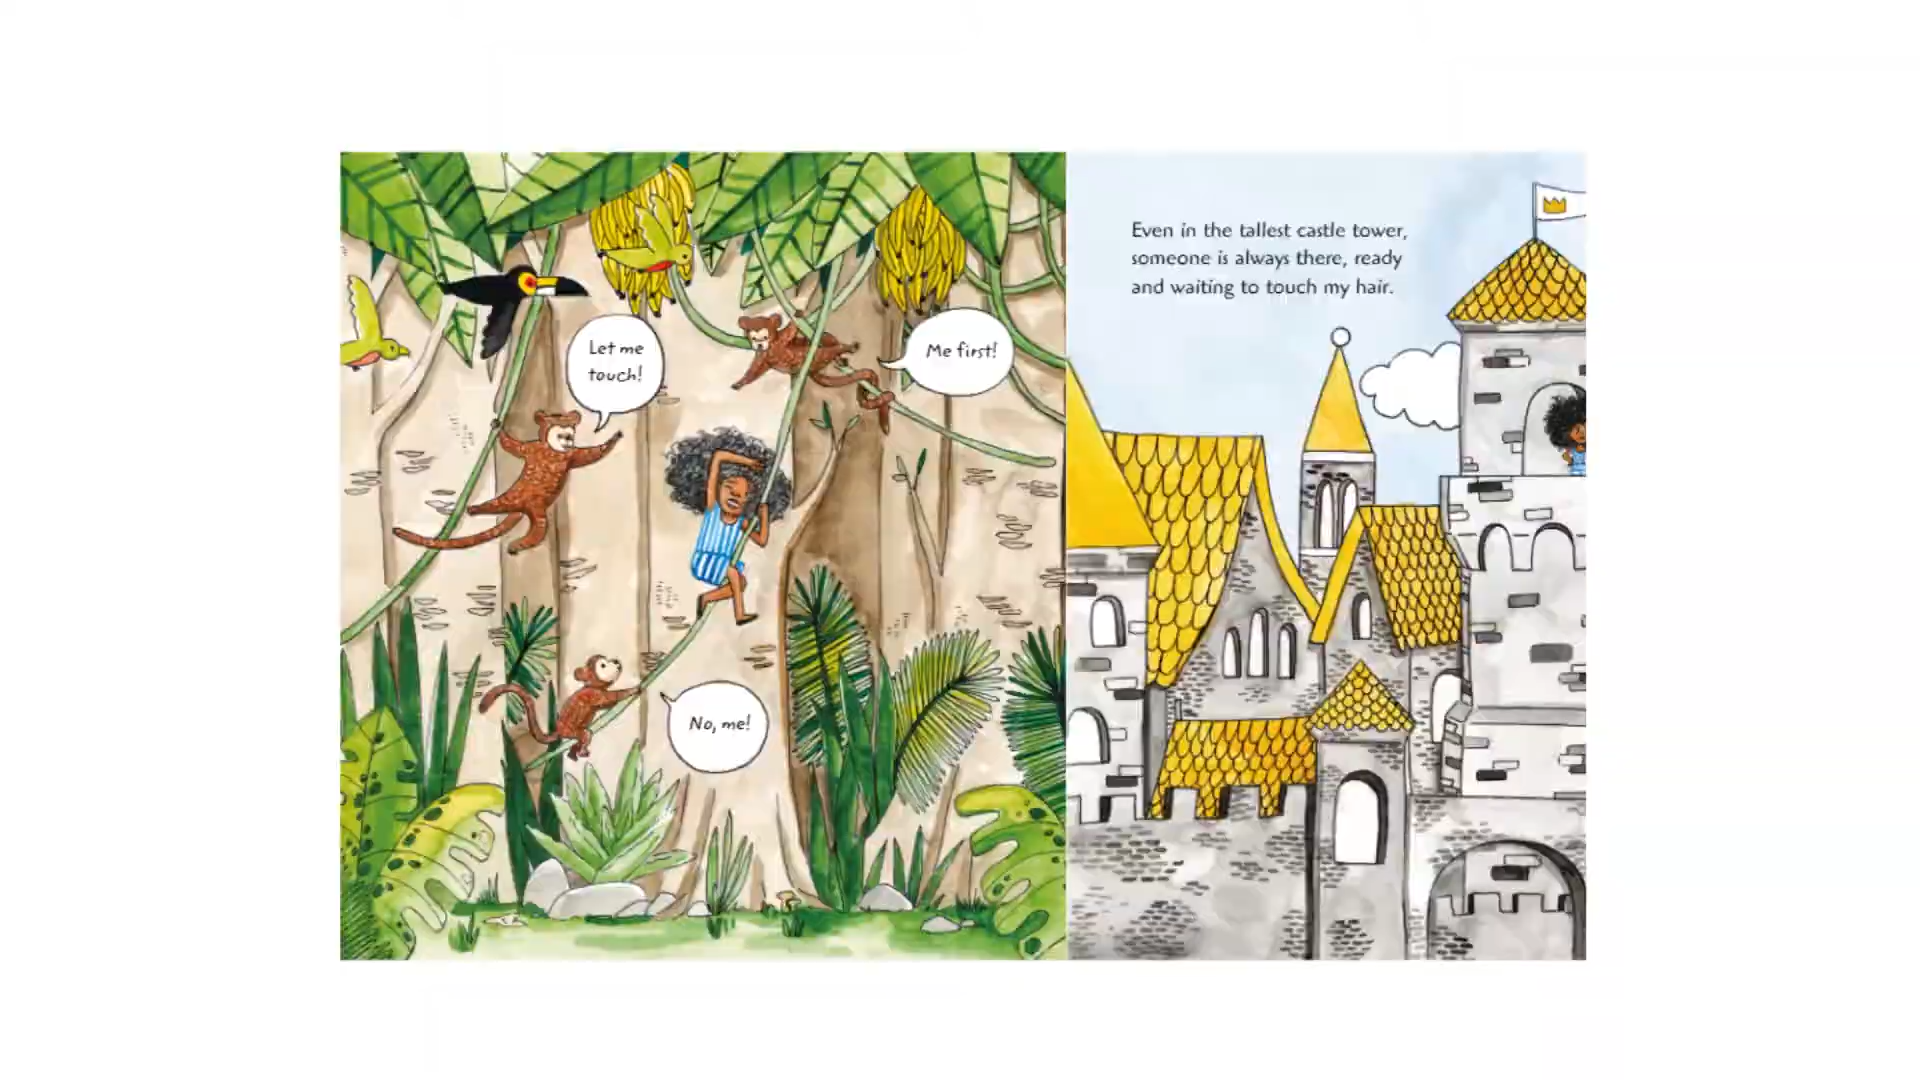 Let me
touch!
Me first!
No, me!
Even in the tallest castle tower,
someone is always there, ready
and waiting to touch my hair.